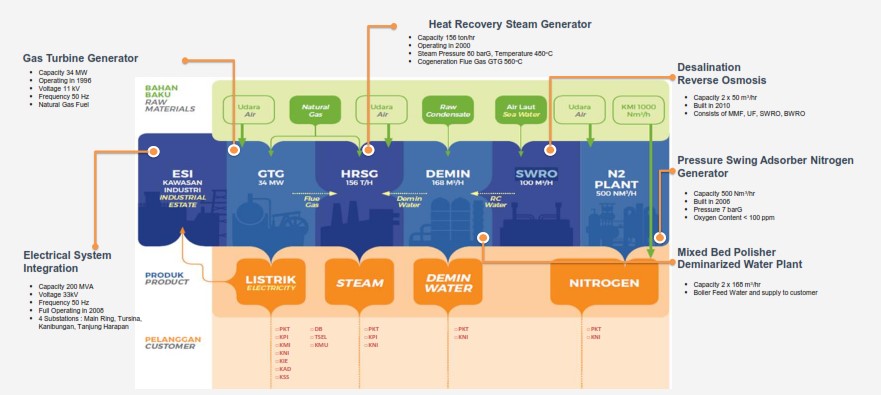 Heat Recovery Steam Generator
• Capacity 156 ton/hr
• Operating in 2000
• Steam Pressure 80 barG, Temperature 480°C
• Cogeneration Flue Gas GTG 560°C
Gas Turbine Generator
• Capacity 34 MW
• Operating in 1996
• Voltage 11 kV
• Frequency 50 Hz
• Natural Gas Fuel
Desalination
Reverse Osmosis
• Capacity 2 x 50 m³/hr
• Built in 2010
• Consists of MMF, UF, SWRO, BWRO
BAHAN
BAKU
RAW
MATERIALS
Udara
Air
Natural
Gas
Udara
Air
Raw
Condensate
Air Laut
Sea Water
Udara
Air
KMI 1000
Nm³/h
ESI
KAWASAN
INDUSTRI
INDUSTRIAL
ESTATE
GTG
34 MW
HRSG
156 T/H
DEMIN
168 M³/H
SWRO
100 M³/H
N2
PLANT
500 NM³/H
Flue
Gas
Demin
Water
RC
Water
Pressure Swing Adsorber Nitrogen
Generator
• Capacity 500 Nm³/hr
• Built in 2006
• Pressure 7 barG
• Oxygen Content < 100 ppm
Electrical System
Integration
• Capacity 200 MVA
• Voltage 33kV
• Frequency 50 Hz
• Full Operating in 2008
• 4 Substations : Main Ring, Tursina,
Kanibungan, Tanjung Harapan
Mixed Bed Polisher
Deminarized Water Plant
• Capacity 2 x 168 m³/hr
• Boiler Feed Water and supply to customer
PRODUK
PRODUCT
LISTRIK
ELECTRICITY
STEAM
DEMIN
WATER
NITROGEN
PELANGGAN
CUSTOMER
PKT
KPI
KMI
KNI
KIE
KAD
KSS
DB
TSEL
KMU
PKT
KPI
KNI
PKT
KNI
PKT
KNI